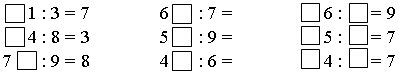 □1 : 3 = 7 6□ : 7 = □6 : □ = 9
□4 : 8 = 3 5□ : 9 = □5 : □ = 7
7□ : 9 = 8 4□ : 6 = □4 : □ = 7